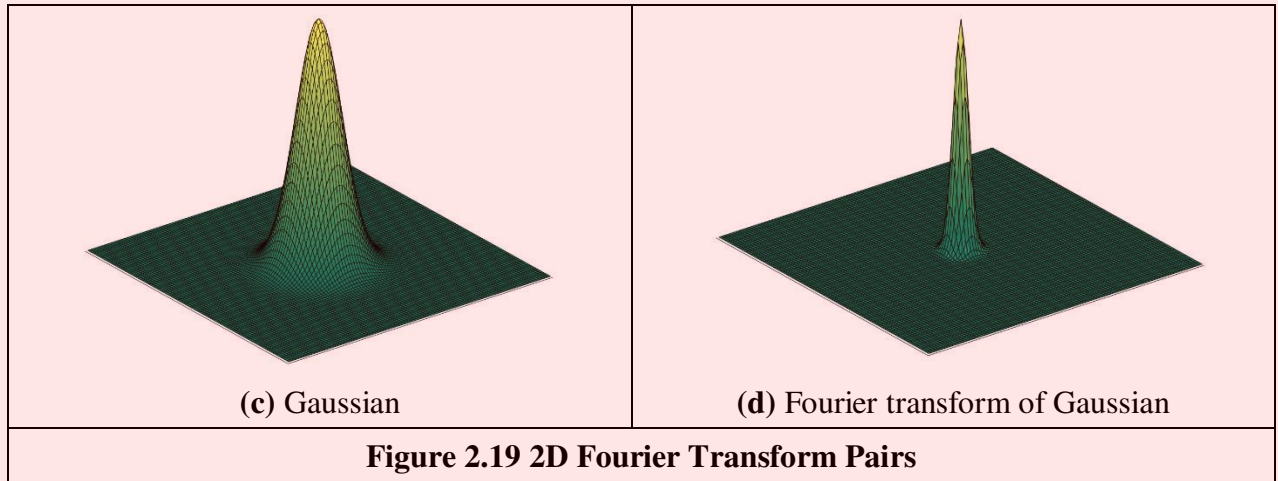 (c) Gaussian
(d) Fourier transform of Gaussian
Figure 2.19 2D Fourier Transform Pairs